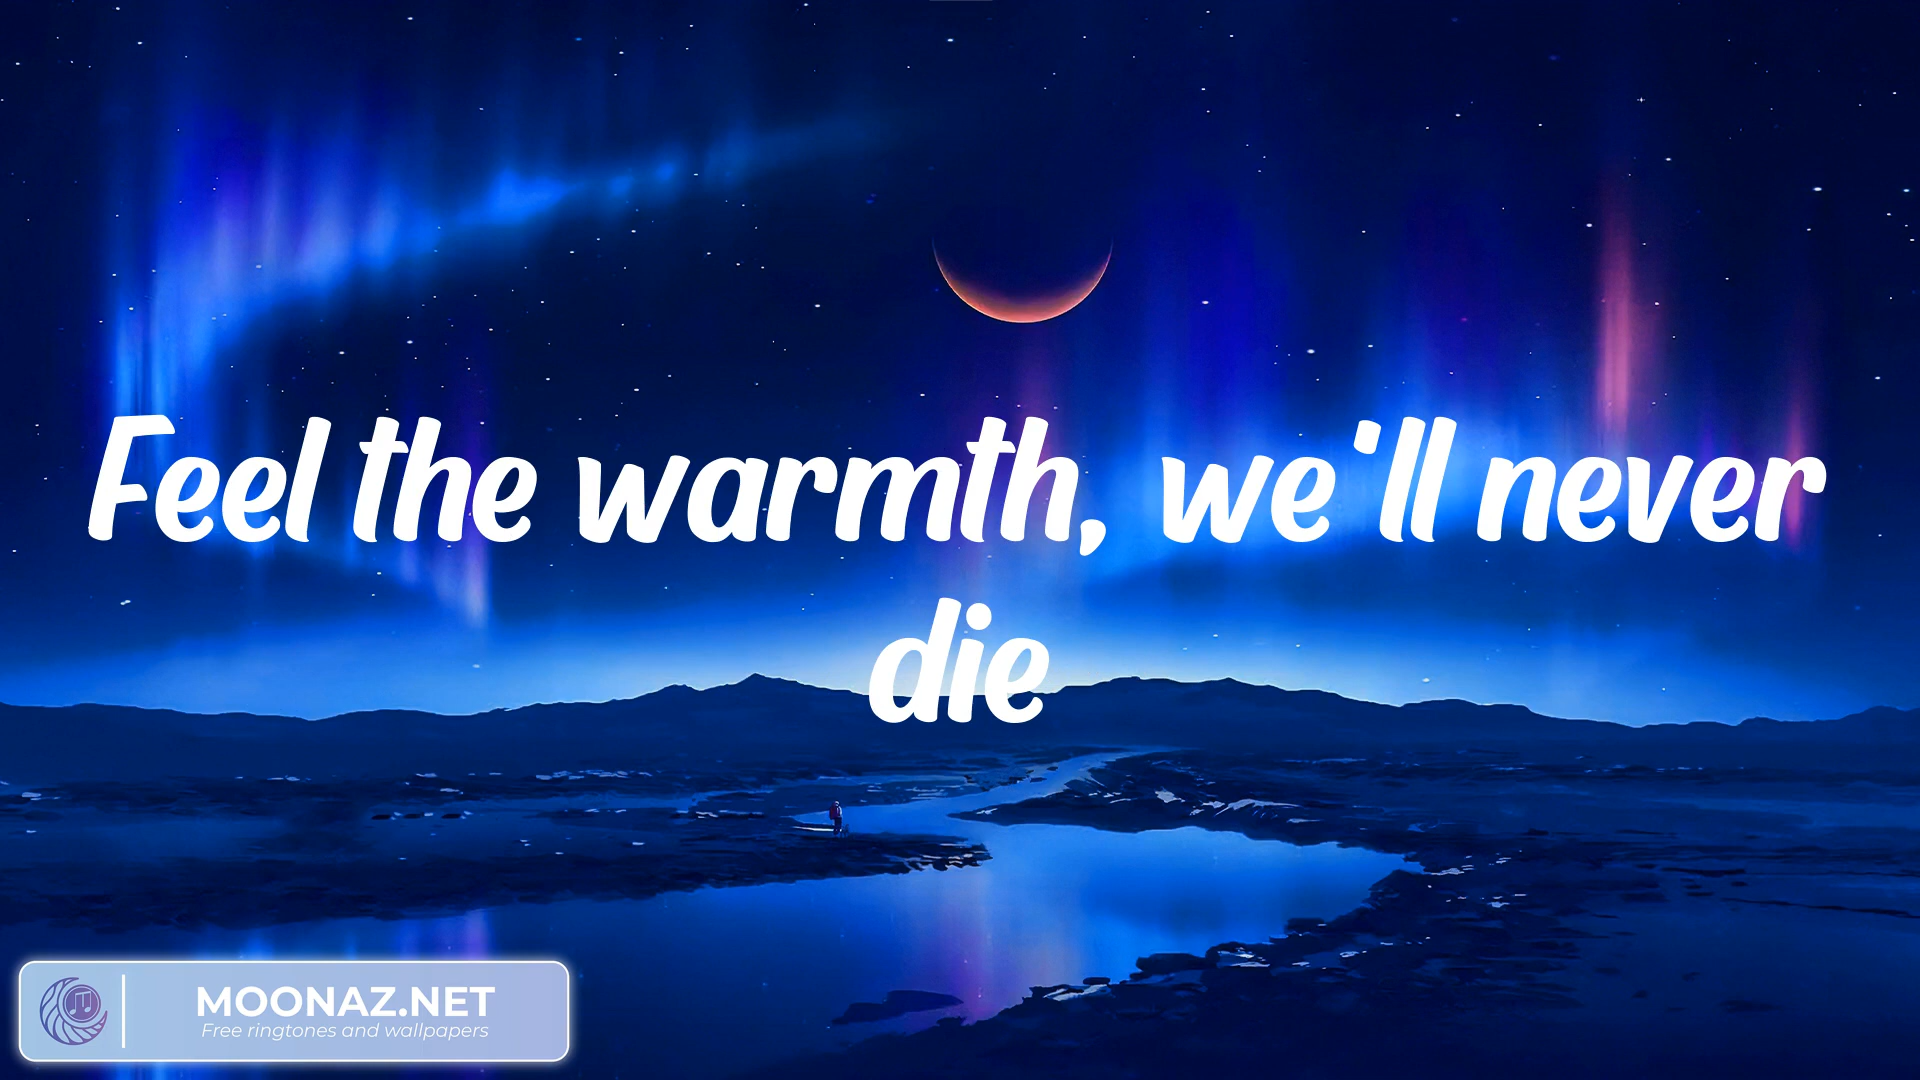 Feel the warmth, we'll never
die
MOONAZ.NET
Free ringtones and wallpapers